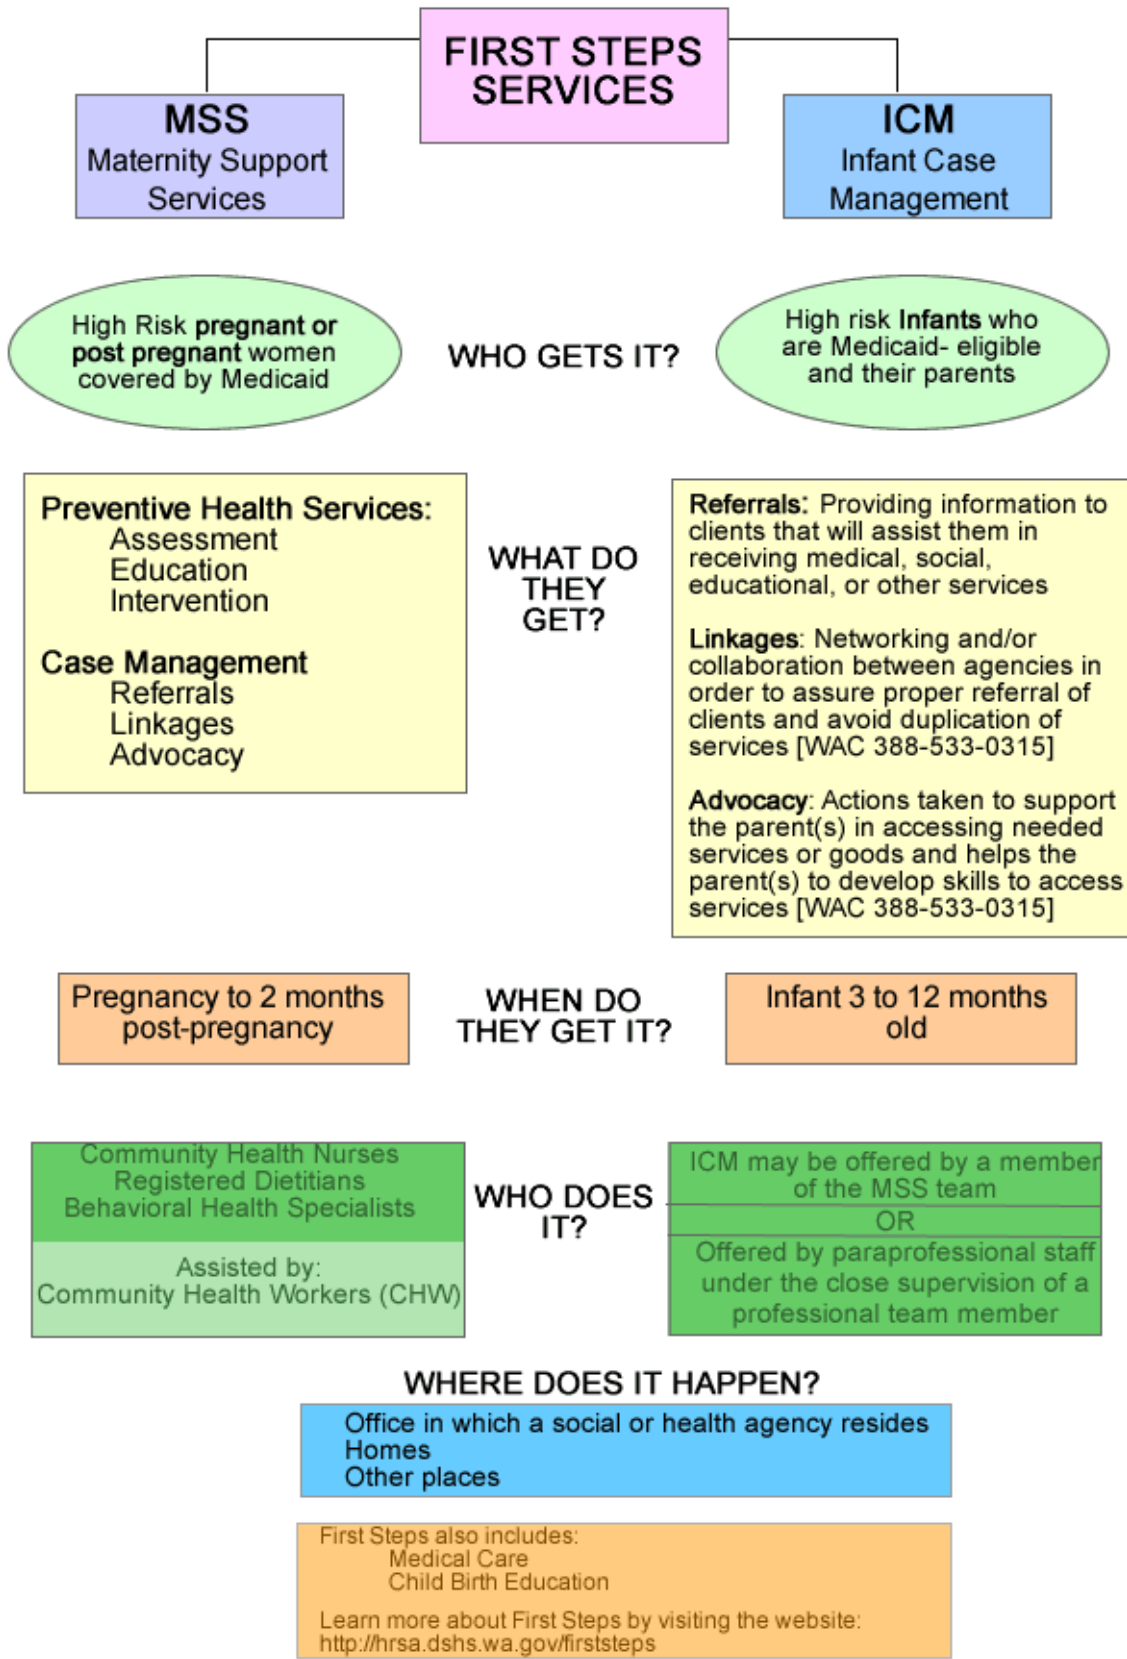 FIRST STEPS
SERVICES
MSS
Maternity Support
Services
ICM
Infant Case
Management
High Risk pregnant or
post pregnant women
covered by Medicaid
WHO GETS IT?
High risk Infants who
are Medicaid- eligible
and their parents
Preventive Health Services:
Assessment
Education
Intervention
Case Management
Referrals
Linkages
Advocacy
WHAT DO
THEY
GET?
Referrals: Providing information to
clients that will assist them in
receiving medical, social,
educational, or other services
Linkages: Networking and/or
collaboration between agencies in
order to assure proper referral of
clients and avoid duplication of
services [WAC 388-533-0315]
Advocacy: Actions taken to support
the parent(s) in accessing needed
services or goods and helps the
parent(s) to develop skills to access
services [WAC 388-533-0315]
Pregnancy to 2 months
post-pregnancy
WHEN DO
THEY GET IT?
Infant 3 to 12 months
old
Community Health Nurses
Registered Dietitians
Behavioral Health Specialists
Assisted by:
Community Health Workers (CHW)
WHO DOES
IT?
ICM may be offered by a member
of the MSS team
OR
Offered by paraprofessional staff
under the close supervision of a
professional team member
WHERE DOES IT HAPPEN?
Office in which a social or health agency resides
Homes
Other places
First Steps also includes:
Medical Care
Child Birth Education
Learn more about First Steps by visiting the website:
http://hrsa.dshs.wa.gov/firststeps